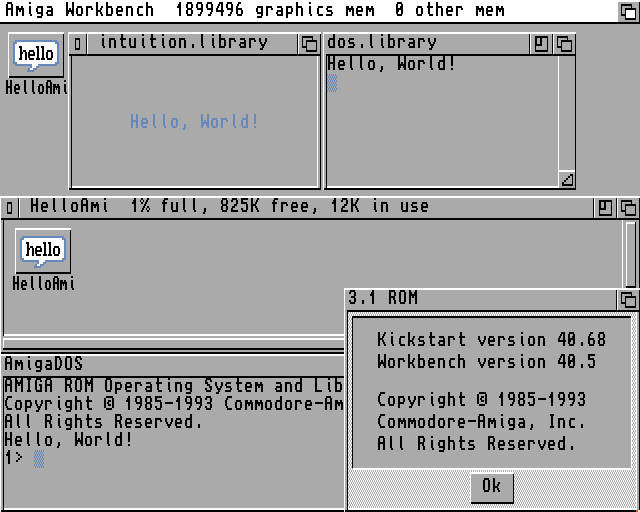 Amiga Workbench  1899496 graphics mem  0 other mem
hello
HelloAmi
intuition.library
Hello, World!
dos.library
Hello, World!
HelloAmi  1% full, 825K free, 12K in use
hello
HelloAmi
AmigaDOS
AMIGA ROM Operating System and Lib
Copyright © 1985-1993 Commodore-Am
All Rights Reserved.
Hello, World!
1>
3.1 ROM
Kickstart version 40.68
Workbench version 40.5
Copyright © 1985-1993
Commodore-Amiga, Inc.
All Rights Reserved.
Ok